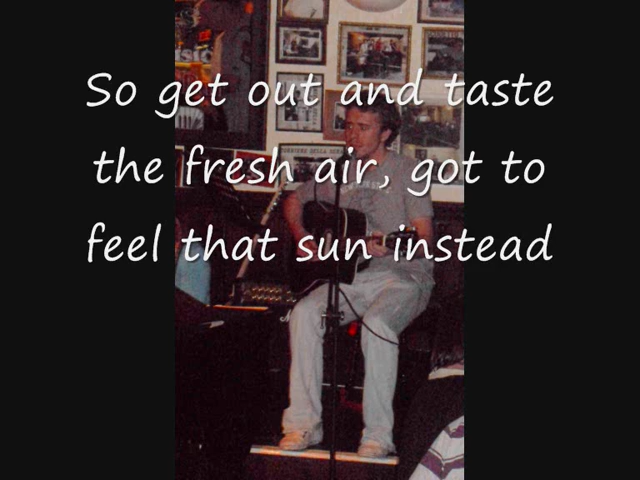 So get out and taste
the fresh air, got to
feel that sun instead